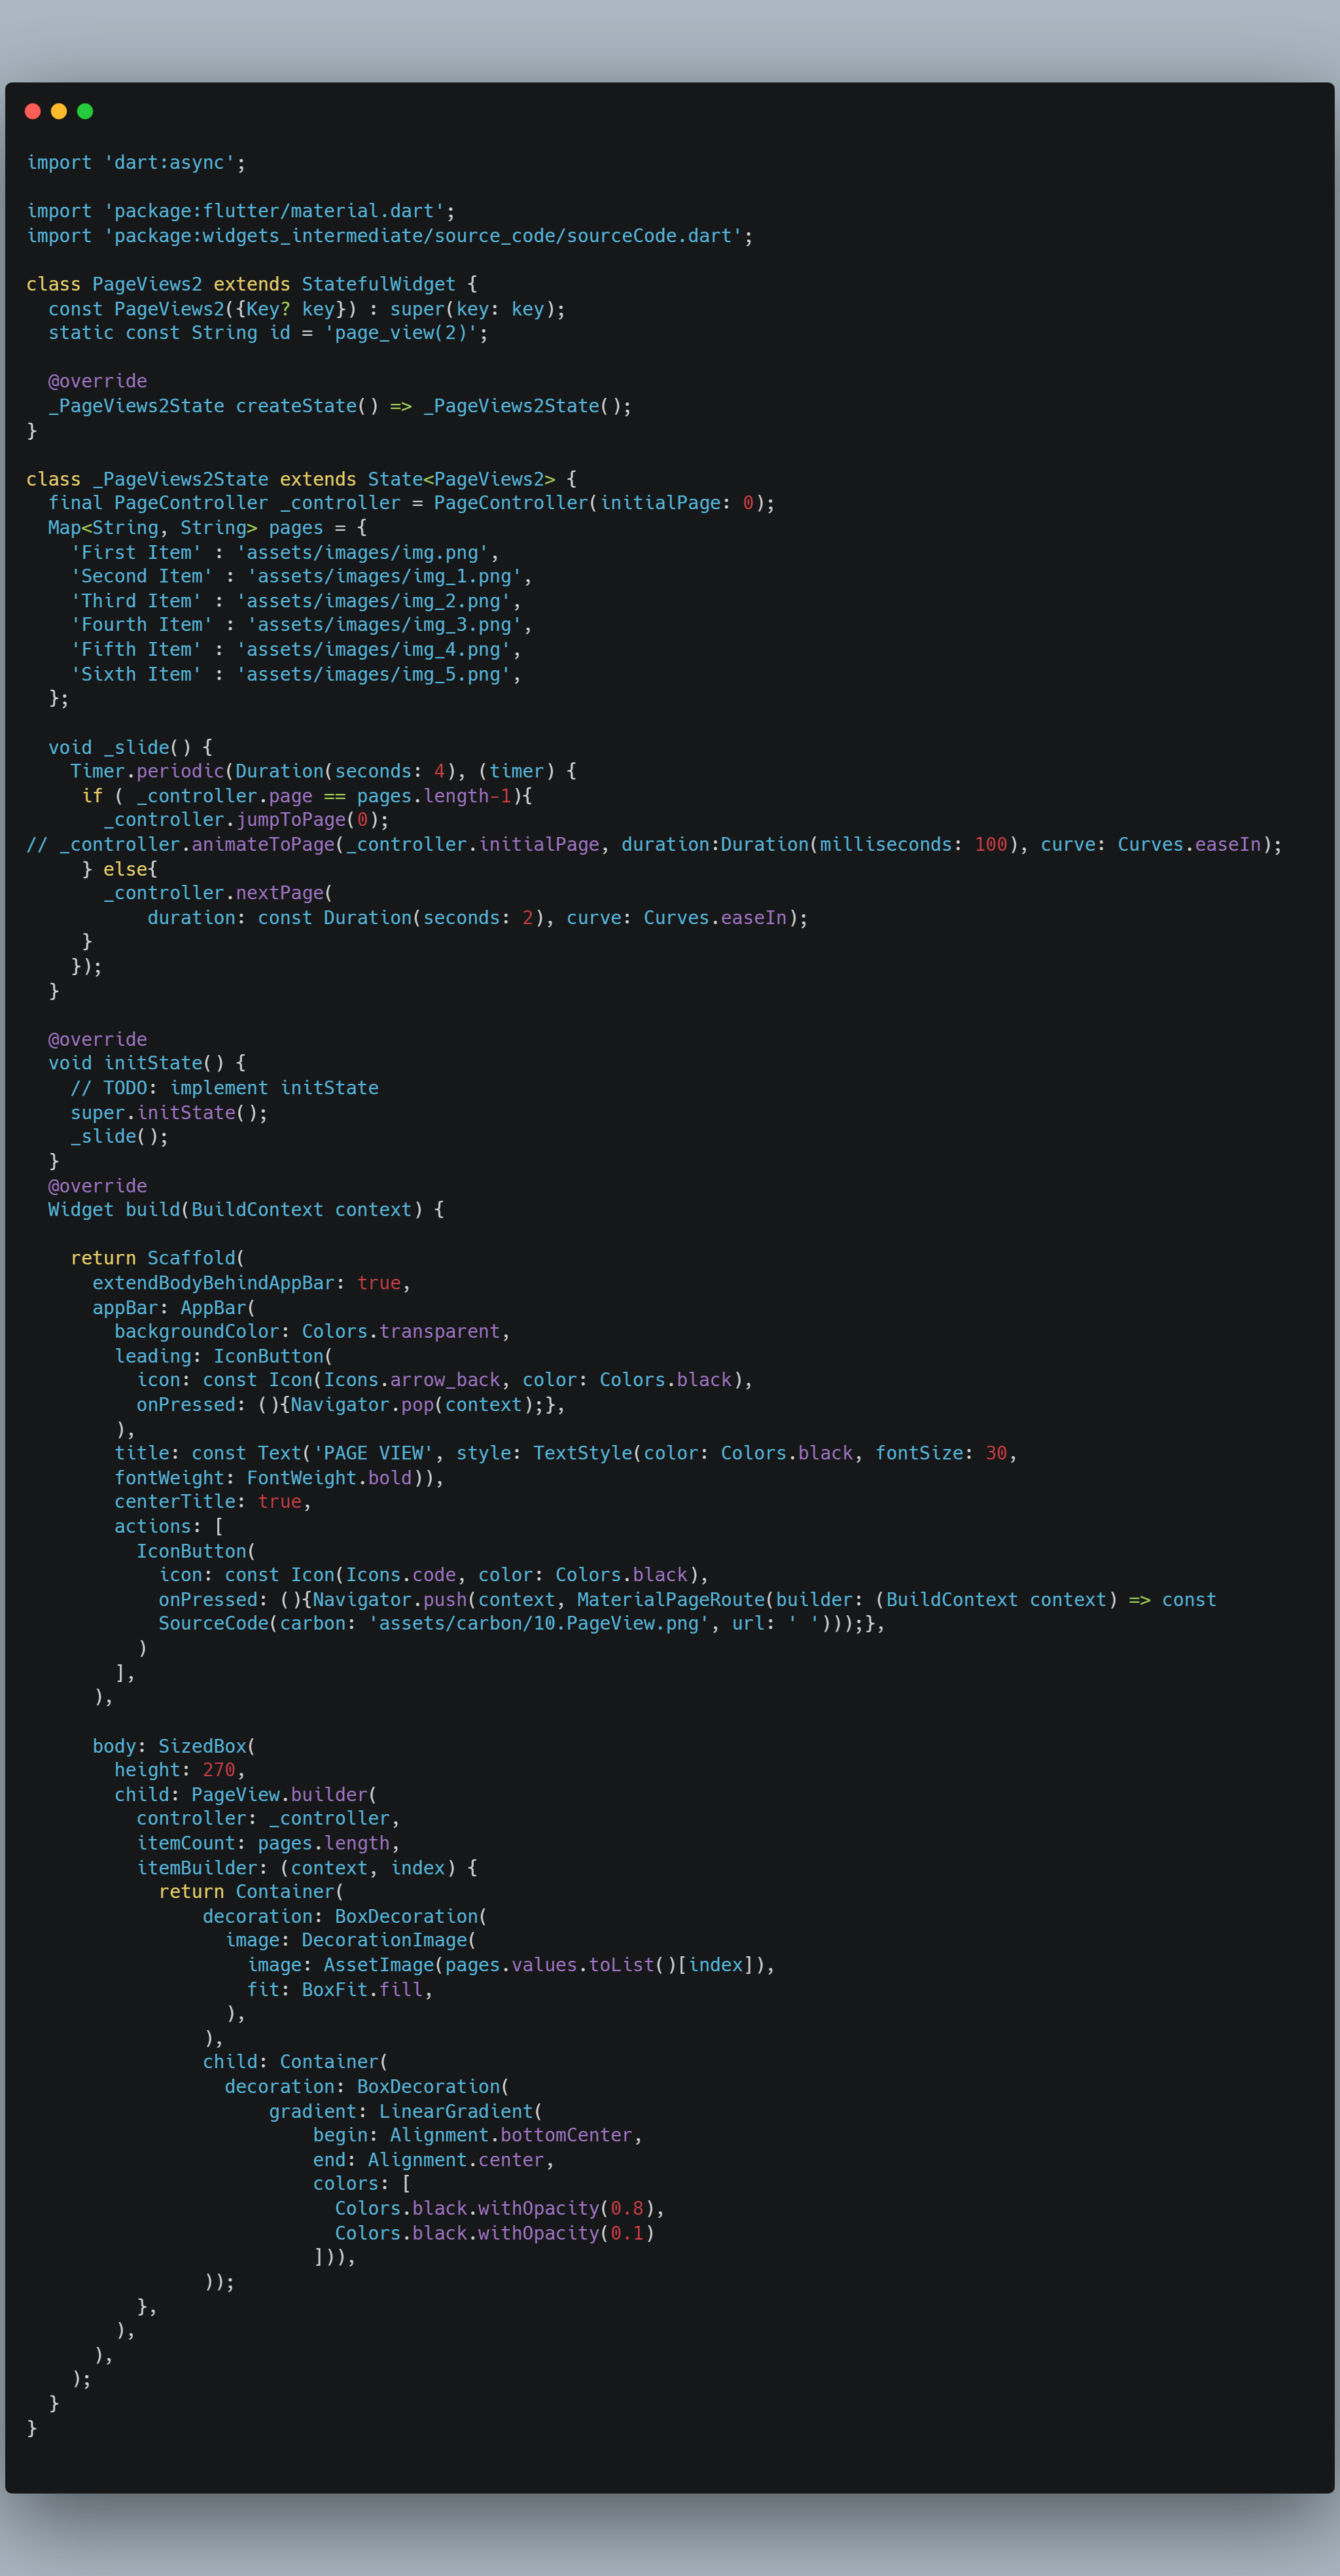 import 'dart:async';

import 'package:flutter/material.dart';
import 'package:widgets_intermediate/source_code/sourceCode.dart';

class PageViews2 extends StatefulWidget {
  const PageViews2({Key? key}) : super(key: key);
  static const String id = 'page_view(2)';

  @override
  _PageViews2State createState() => _PageViews2State();
}

class _PageViews2State extends State<PageViews2> {
  final PageController _controller = PageController(initialPage: 0);
  Map<String, String> pages = {
    'First Item' : 'assets/images/img.png',
    'Second Item' : 'assets/images/img_1.png',
    'Third Item' : 'assets/images/img_2.png',
    'Fourth Item' : 'assets/images/img_3.png',
    'Fifth Item' : 'assets/images/img_4.png',
    'Sixth Item' : 'assets/images/img_5.png',
  };

  void _slide() {
    Timer.periodic(Duration(seconds: 4), (timer) {
     if ( _controller.page == pages.length-1){
       _controller.jumpToPage(0);
// _controller.animateToPage(_controller.initialPage, duration:Duration(milliseconds: 100), curve: Curves.easeIn);
     } else{
       _controller.nextPage(
           duration: const Duration(seconds: 2), curve: Curves.easeIn);
     }
    });
  }

  @override
  void initState() {
    // TODO: implement initState
    super.initState();
    _slide();
  }
  @override
  Widget build(BuildContext context) {

    return Scaffold(
      extendBodyBehindAppBar: true,
      appBar: AppBar(
        backgroundColor: Colors.transparent,
        leading: IconButton(
          icon: const Icon(Icons.arrow_back, color: Colors.black),
          onPressed: (){Navigator.pop(context);},
        ),
        title: const Text('PAGE VIEW', style: TextStyle(color: Colors.black, fontSize: 30,
        fontWeight: FontWeight.bold)),
        centerTitle: true,
        actions: [
          IconButton(
            icon: const Icon(Icons.code, color: Colors.black),
            onPressed: (){Navigator.push(context, MaterialPageRoute(builder: (BuildContext context) => const
            SourceCode(carbon: 'assets/carbon/10.PageView.png', url: ' ')));},
          )
        ],
      ),

      body: SizedBox(
        height: 270,
        child: PageView.builder(
          controller: _controller,
          itemCount: pages.length,
          itemBuilder: (context, index) {
            return Container(
                decoration: BoxDecoration(
                  image: DecorationImage(
                    image: AssetImage(pages.values.toList()[index]),
                    fit: BoxFit.fill,
                  ),
                ),
                child: Container(
                  decoration: BoxDecoration(
                      gradient: LinearGradient(
                          begin: Alignment.bottomCenter,
                          end: Alignment.center,
                          colors: [
                            Colors.black.withOpacity(0.8),
                            Colors.black.withOpacity(0.1)
                          ])),
                ));
          },
        ),
      ),
    );
  }
}